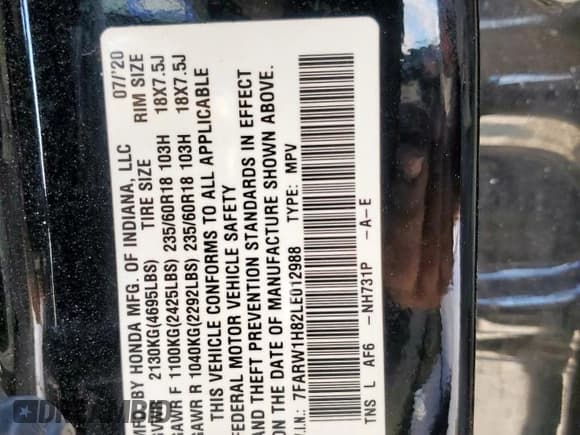 MFD BY HONDA MFG. OF INDIANA, LLC 07/'20
GVWR 2130KG(4695LBS) TIRE SIZE RIM SIZE
GAWR F 1100KG(2425LBS) 235/60R18 103H 18X7.5J
GAWR R 1040KG(2292LBS) 235/60R18 103H 18X7.5J
THIS VEHICLE CONFORMS TO ALL APPLICABLE
FEDERAL MOTOR VEHICLE SAFETY
AND THEFT PREVENTION STANDARDS IN EFFECT
ON THE DATE OF MANUFACTURE SHOWN ABOVE.
V.I.N.: 7FARW1H82LE012988 TYPE: MPV
TNS L AF6 -NH731P -A-E
DREAMBID